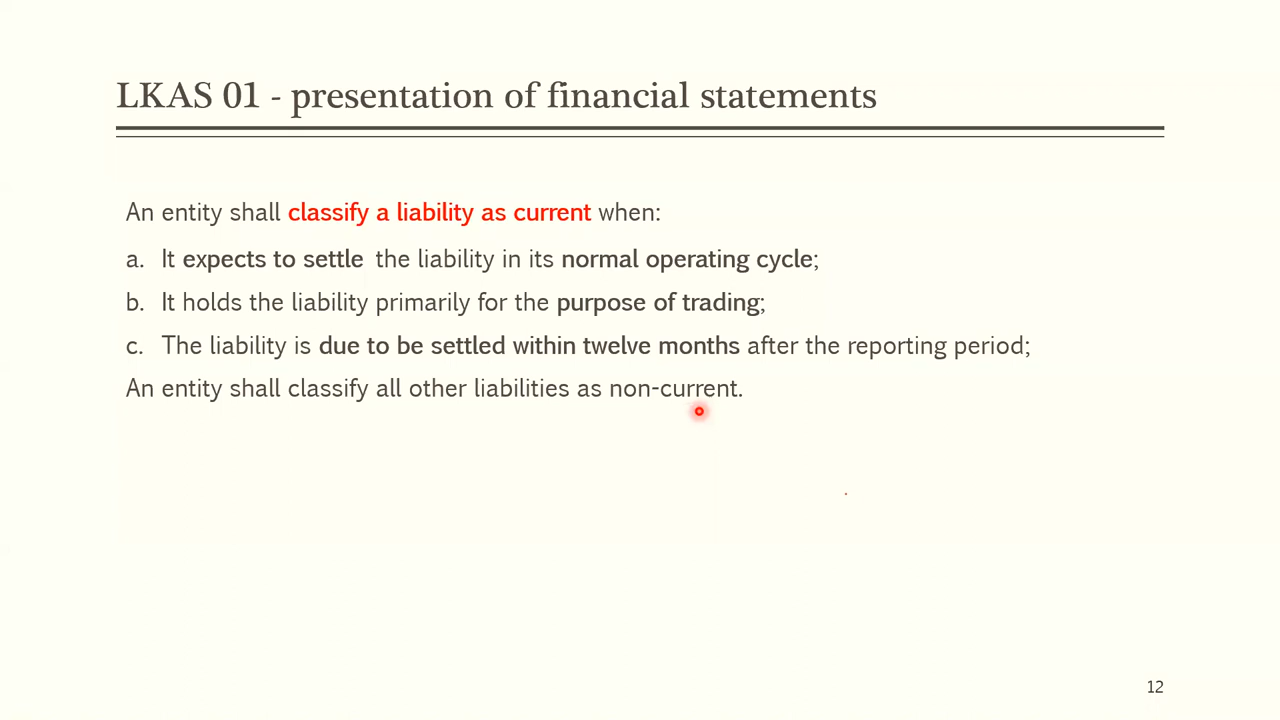 LKAS 01 - presentation of financial statements
An entity shall classify a liability as current when:
a. It expects to settle the liability in its normal operating cycle;
b. It holds the liability primarily for the purpose of trading;
c. The liability is due to be settled within twelve months after the reporting period;
An entity shall classify all other liabilities as non-current.
12